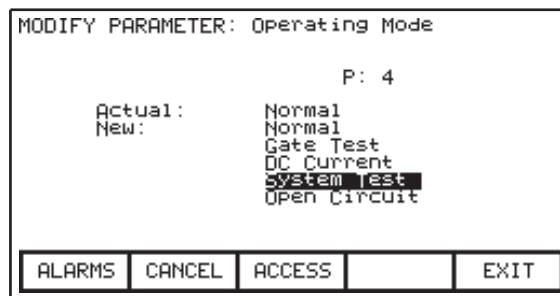 MODIFY PARAMETER: Operating Mode
P: 4
Actual: Normal
New: Normal
Gate Test
DC Current
System Test
Open Circuit
ALARMS CANCEL ACCESS EXIT